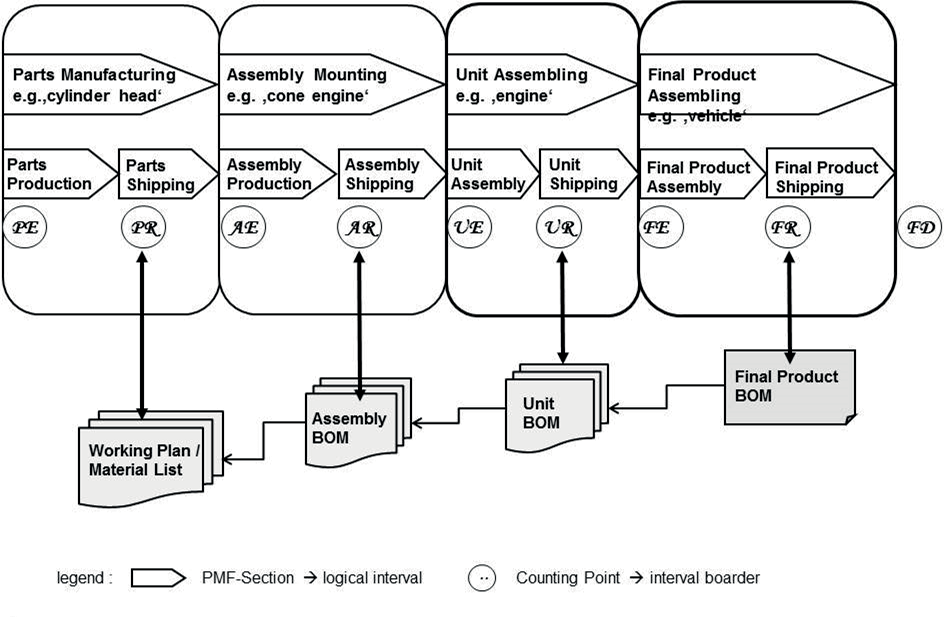 Parts Manufacturing
e.g.,cylinder head‘
Assembly Mounting
e.g. ‚cone engine‘
Unit Assembling
e.g. ‚engine‘
Final Product
Assembling
e.g. ‚vehicle‘
Parts
Production
Parts
Shipping
Assembly
Production
Assembly
Shipping
Unit
Assembly
Unit
Shipping
Final Product
Assembly
Final Product
Shipping
PE
PR
AE
AR
UE
UR
FE
FR
FD
Final Product
BOM
Unit
BOM
Assembly
BOM
Working Plan /
Material List
legend :
PMF-Section → logical interval
Counting Point → interval boarder